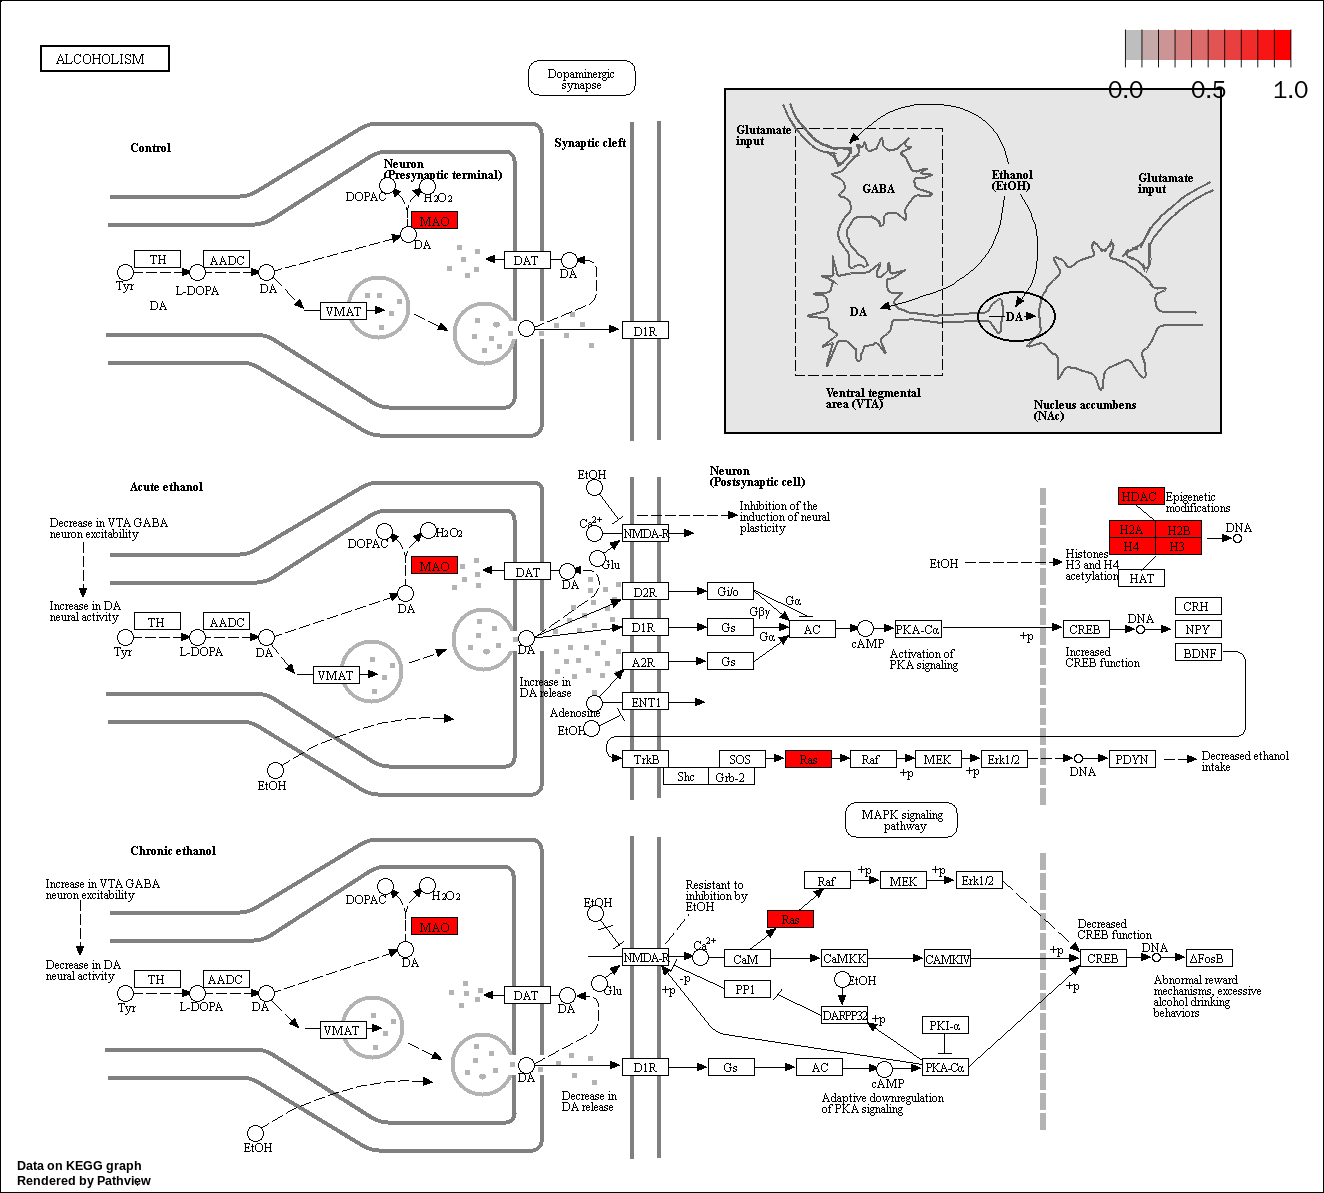 ALCOHOLISM
Dopaminergic
synapse
0.0
0.5
1.0
Control
Synaptic cleft
Neuron
(Presynaptic terminal)
DOPAC
H2O2
MAO
DA
TH
AADC
Tyr
L-DOPA
DA
DA
VMAT
DAT
DA
D1R
Glutamate
input
GABA
Ethanol
(EtOH)
Glutamate
input
DA
DA
Ventral tegmental
area (VTA)
Nucleus accumbens
(NAc)
Acute ethanol
Decrease in VTA GABA
neuron excitability
Increase in DA
neural activity
DOPAC
H2O2
MAO
DA
TH
AADC
Tyr
L-DOPA
DA
VMAT
DAT
DA
DA
Increase in
DA release
EtOH
EtOH
Ca2+
NMDA-R
Glu
Neuron
(Postsynaptic cell)
Inhibition of the
induction of neural
plasticity
D2R
Gi/o
Gα
Gβγ
D1R
Gs
Gα
AC
cAMP
PKA-Cα
Activation of
PKA signaling
+p
A2R
Gs
ENT1
Adenosine
EtOH
EtOH
Histones
H3 and H4
acetylation
HDAC
Epigenetic
modifications
H2A
H2B
H4
H3
HAT
DNA
CREB
Increased
CREB function
DNA
CRH
NPY
BDNF
TrkB
Shc
Grb-2
SOS
Ras
Raf
+p
MEK
+p
Erk1/2
DNA
PDYN
Decreased ethanol
intake
MAPK signaling
pathway
Chronic ethanol
Increase in VTA GABA
neuron excitability
Decrease in DA
neural activity
DOPAC
H2O2
MAO
DA
TH
AADC
Tyr
L-DOPA
DA
VMAT
DAT
DA
DA
Decrease in
DA release
EtOH
EtOH
NMDA-R
Glu
Resistant to
inhibition by
EtOH
Ca2+
+p
-p
CaM
Ras
Raf
+p
MEK
+p
Erk1/2
CaMKK
CAMKIV
+p
PP1
EtOH
DARPP32
+p
PKI-α
D1R
Gs
AC
cAMP
PKA-Cα
Adaptive downregulation
of PKA signaling
+p
Decreased
CREB function
CREB
DNA
ΔFosB
Abnormal reward
mechanisms, excessive
alcohol drinking
behaviors
Data on KEGG graph
Rendered by Pathview